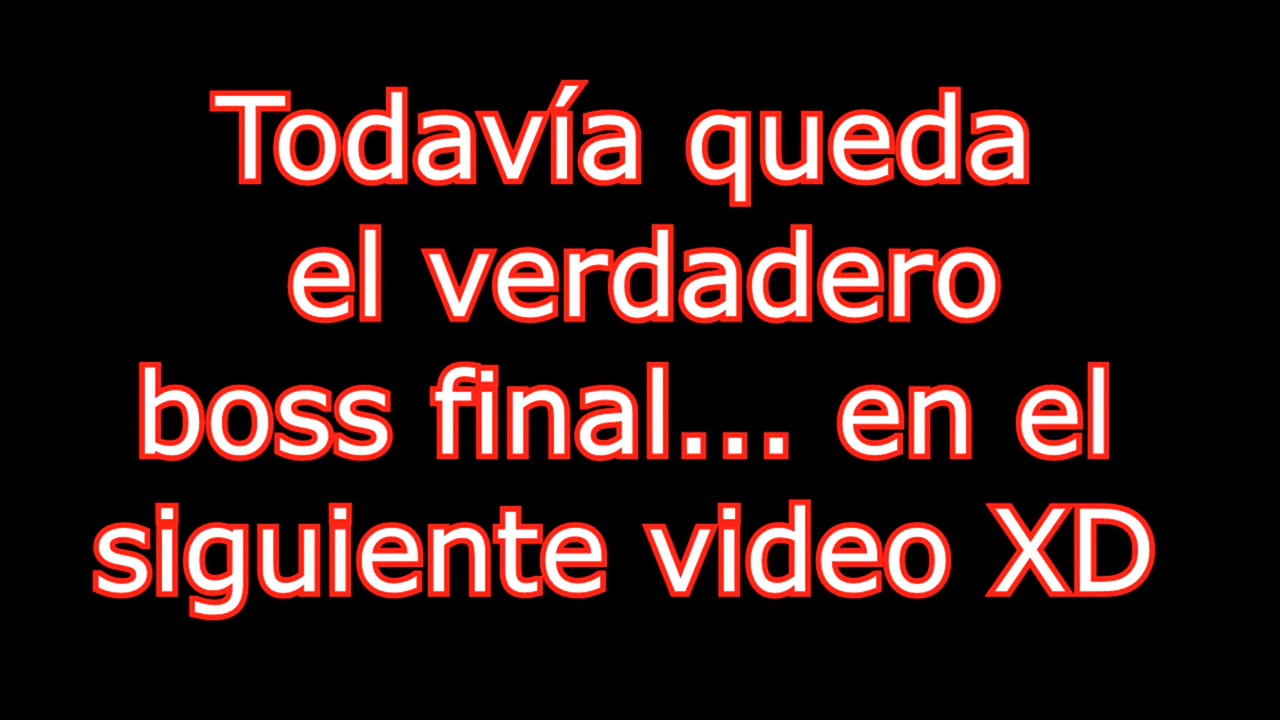 Todavía queda
el verdadero
boss final... en el
siguiente video XD